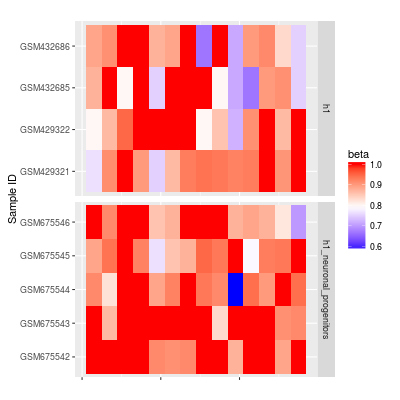 GSM432686
GSM432685
GSM429322
GSM429321
h1
Sample ID
GSM675546
GSM675545
GSM675544
GSM675543
GSM675542
h1_neuronal_progenitors
beta
1.0
0.9
0.8
0.7
0.6